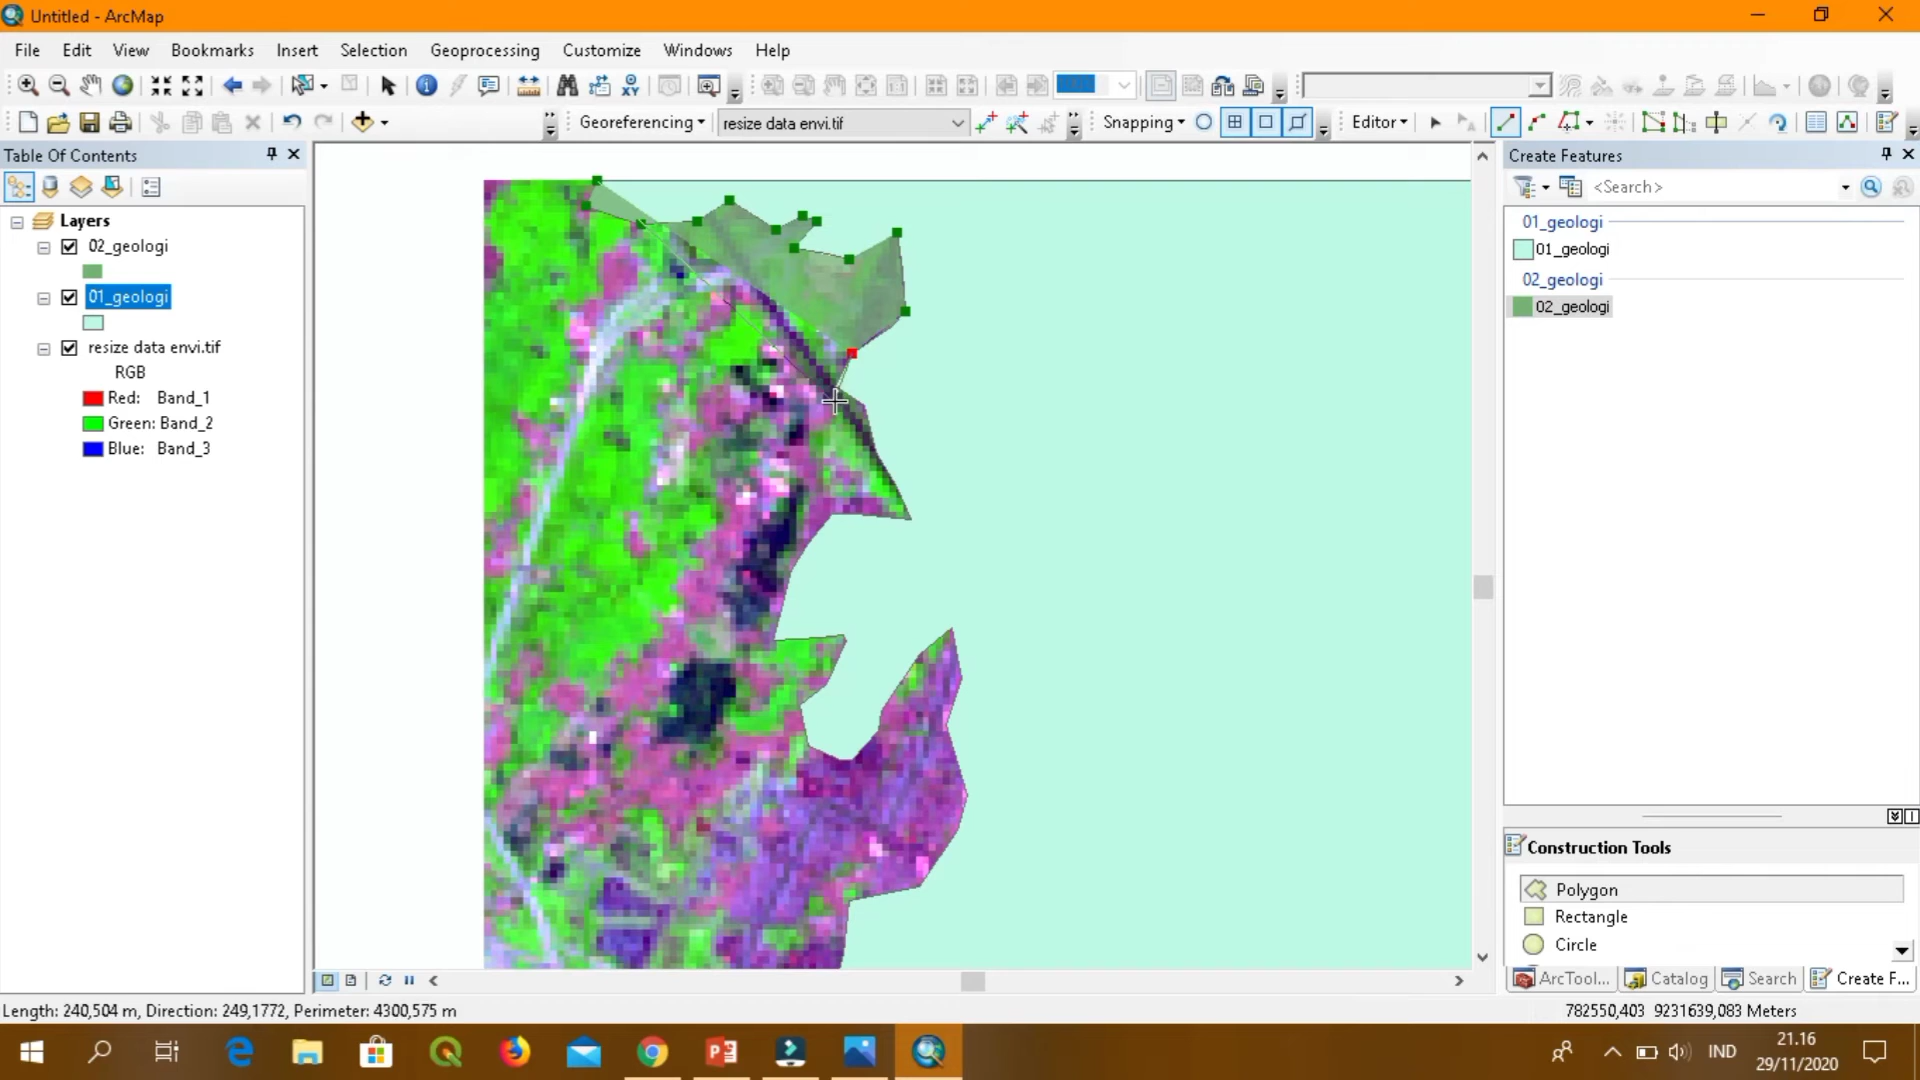 Untitled - ArcMap
File Edit View Bookmarks Insert Selection Geoprocessing Customize Windows Help
Georeferencing resize data envi.tif Snapping Editor
Table Of Contents
Layers
02_geologi
01_geologi
resize data envi.tif
RGB
Red: Band_1
Green: Band_2
Blue: Band_3
Create Features
<Search>
01_geologi
01_geologi
02_geologi
02_geologi
Construction Tools
Polygon
Rectangle
Circle
ArcTool... Catalog Search Create F...
Length: 240,504 m, Direction: 249,1772, Perimeter: 4300,575 m
782550,403 9231639,083 Meters
IND
21.16
29/11/2020